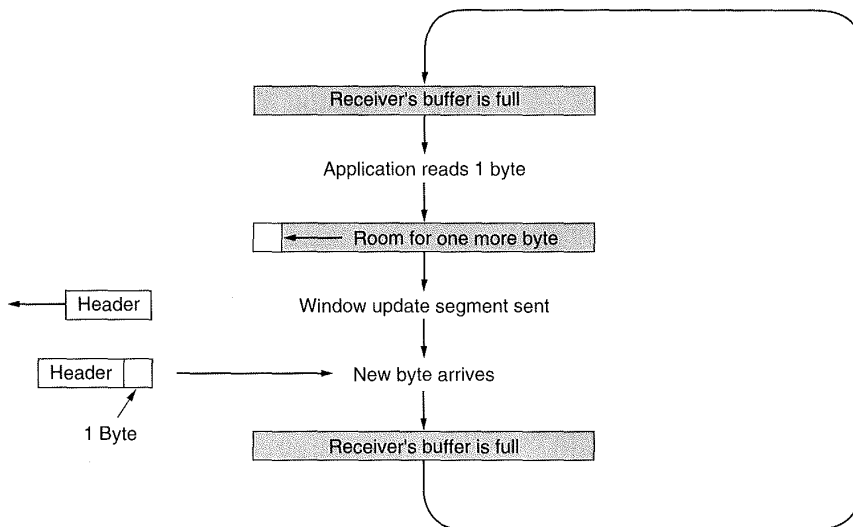 Receiver's buffer is full
Application reads 1 byte
Room for one more byte
Header
Window update segment sent
Header
New byte arrives
1 Byte
Receiver's buffer is full